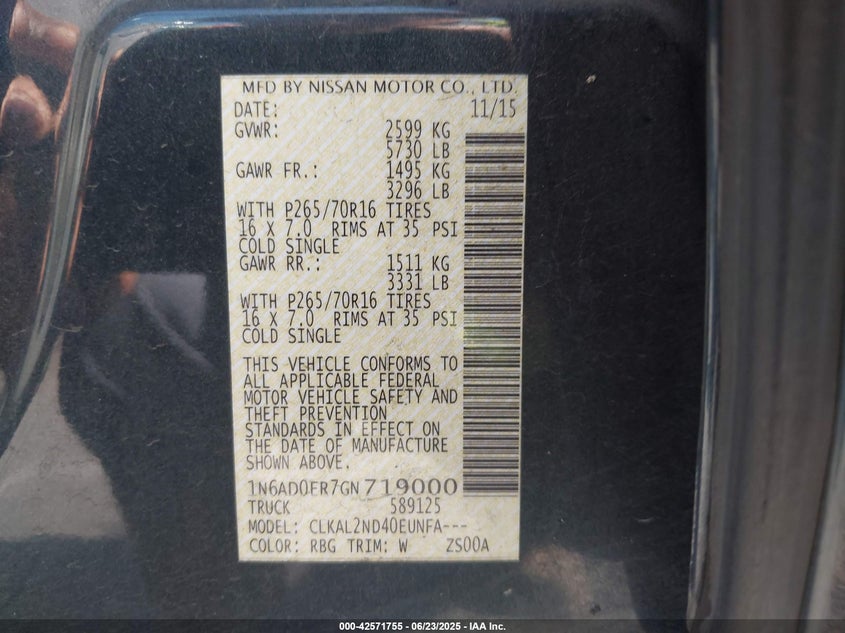 MFD BY NISSAN MOTOR CO., LTD.
DATE: 11/15
GVWR: 2599 KG
5730 LB
GAWR FR.: 1495 KG
3296 LB
WITH P265/70R16 TIRES
16 X 7.0 RIMS AT 35 PSI
COLD SINGLE
GAWR RR.: 1511 KG
3331 LB
WITH P265/70R16 TIRES
16 X 7.0 RIMS AT 35 PSI
COLD SINGLE
THIS VEHICLE CONFORMS TO
ALL APPLICABLE FEDERAL
MOTOR VEHICLE SAFETY AND
THEFT PREVENTION
STANDARDS IN EFFECT ON
THE DATE OF MANUFACTURE
SHOWN ABOVE.
1N6AD0ER7GN719000
TRUCK 589125
MODEL: CLKAL2ND40EUNFA---
COLOR: RBG TRIM: W ZS00A
000-42571755 - 06/23/2025 - IAA Inc.